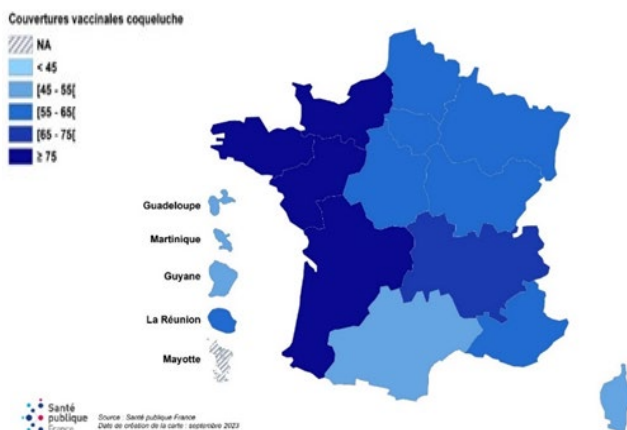 Couvertures vaccinales coqueluche
NA
< 45
[45 - 55[
[55 - 65[
[65 - 75[
≥ 75
Guadeloupe
Martinique
Guyane
La Réunion
Mayotte
Santé
publique
France
Source : Santé publique France
Date de création de la carte : septembre 2023